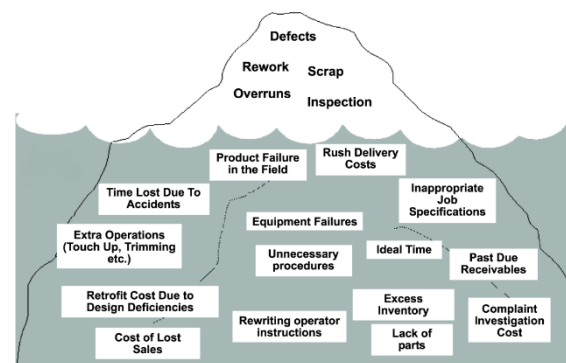 Defects
Rework
Scrap
Overruns
Inspection
Product Failure
in the Field
Rush Delivery
Costs
Time Lost Due To
Accidents
Inappropriate
Job
Specifications
Equipment Failures
Extra Operations
(Touch Up, Trimming
etc.)
Unnecessary
procedures
Ideal Time
Past Due
Receivables
Retrofit Cost Due to
Design Deficiencies
Excess
Inventory
Complaint
Investigation
Cost
Cost of Lost
Sales
Rewriting operator
instructions
Lack of
parts